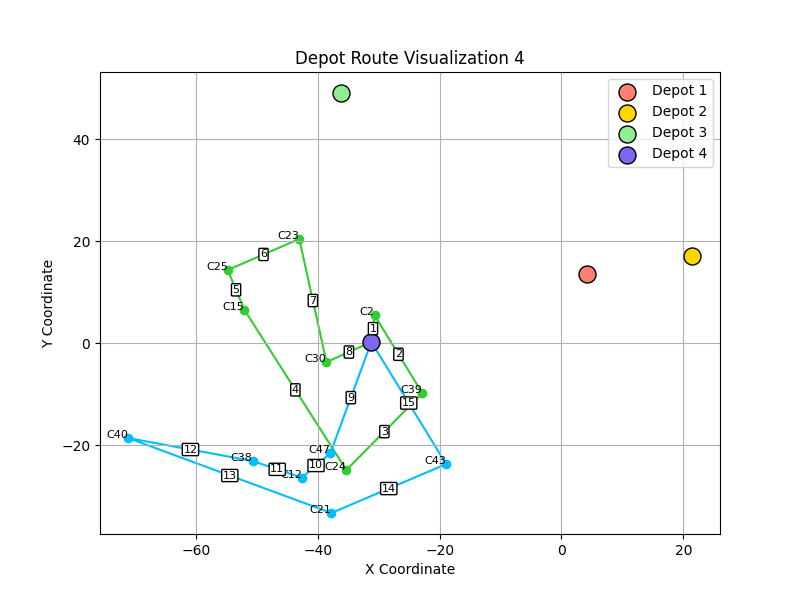 Depot Route Visualization 4
Depot 1
Depot 2
Depot 3
Depot 4
Y Coordinate
40
20
0
−20
C23
6
C25
5
C15
7
C2
1
C30
8
2
4
9
C39
15
3
C40
12
C38
11
C12
10
C47
C24
C43
13
14
C21
−60
−40
−20
0
20
X Coordinate